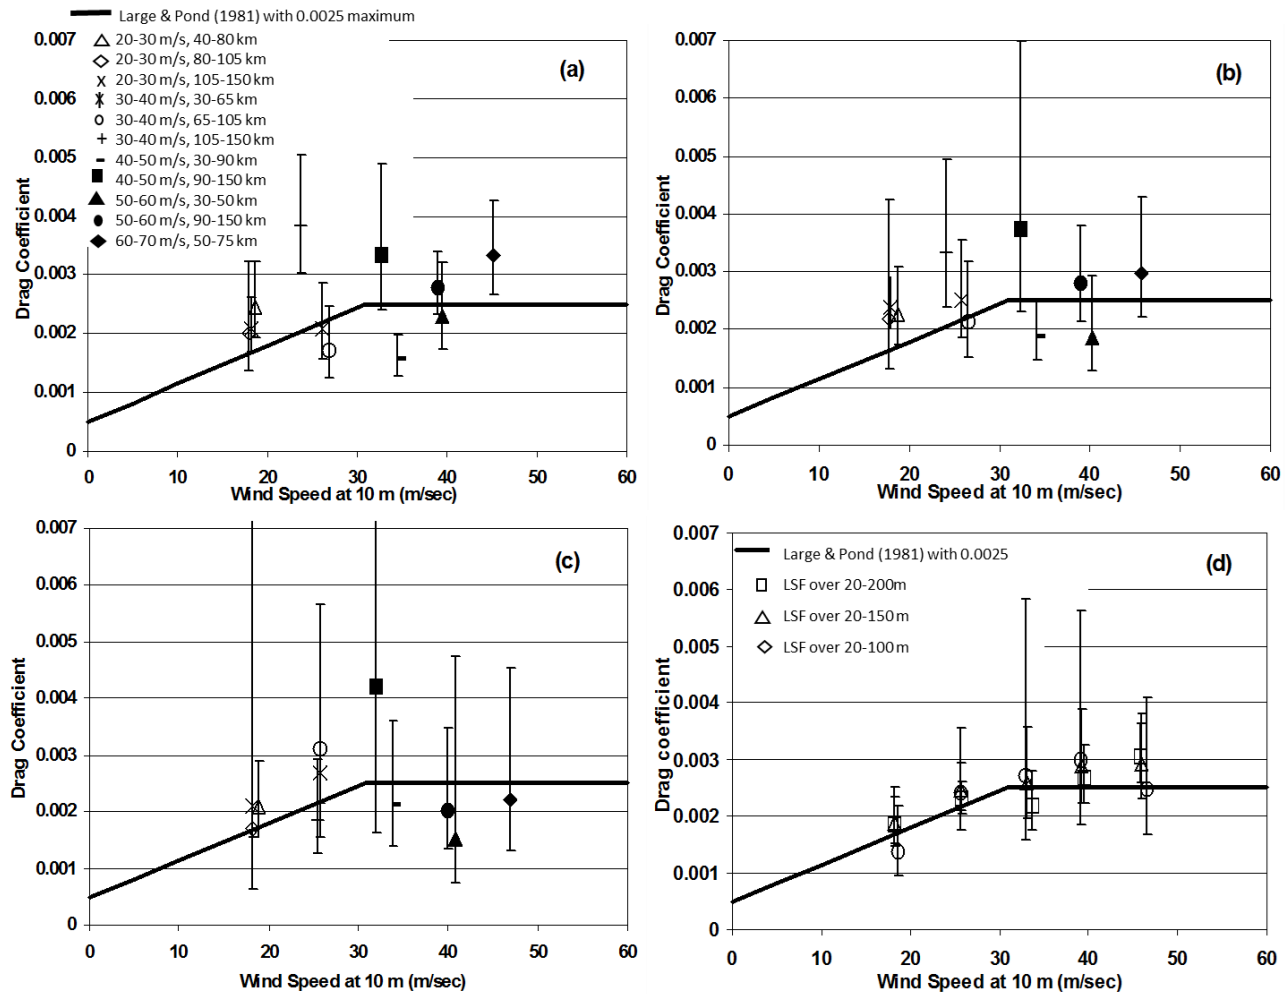 Large & Pond (1981) with 0.0025 maximum
20-30 m/s, 40-80 km
20-30 m/s, 80-105 km
20-30 m/s, 105-150 km
30-40 m/s, 30-65 km
30-40 m/s, 65-105 km
30-40 m/s, 105-150 km
40-50 m/s, 30-90 km
40-50 m/s, 90-150 km
50-60 m/s, 30-50 km
50-60 m/s, 90-150 km
60-70 m/s, 50-75 km
(a)
0.007
0.006
0.005
0.004
0.003
0.002
0.001
0
Drag Coefficient
0 10 20 30 40 50 60
Wind Speed at 10 m (m/sec)
(b)
0.007
0.006
0.005
0.004
0.003
0.002
0.001
0
Drag Coefficient
0 10 20 30 40 50 60
Wind Speed at 10 m (m/sec)
(c)
0.007
0.006
0.005
0.004
0.003
0.002
0.001
0
Drag Coefficient
0 10 20 30 40 50 60
Wind Speed at 10 m (m/sec)
(d)
Large & Pond (1981) with 0.0025
LSF over 20-200m
LSF over 20-150 m
LSF over 20-100 m
0.007
0.006
0.005
0.004
0.003
0.002
0.001
0
Drag coefficient
0 10 20 30 40 50 60
Wind Speed at 10 m (m/sec)